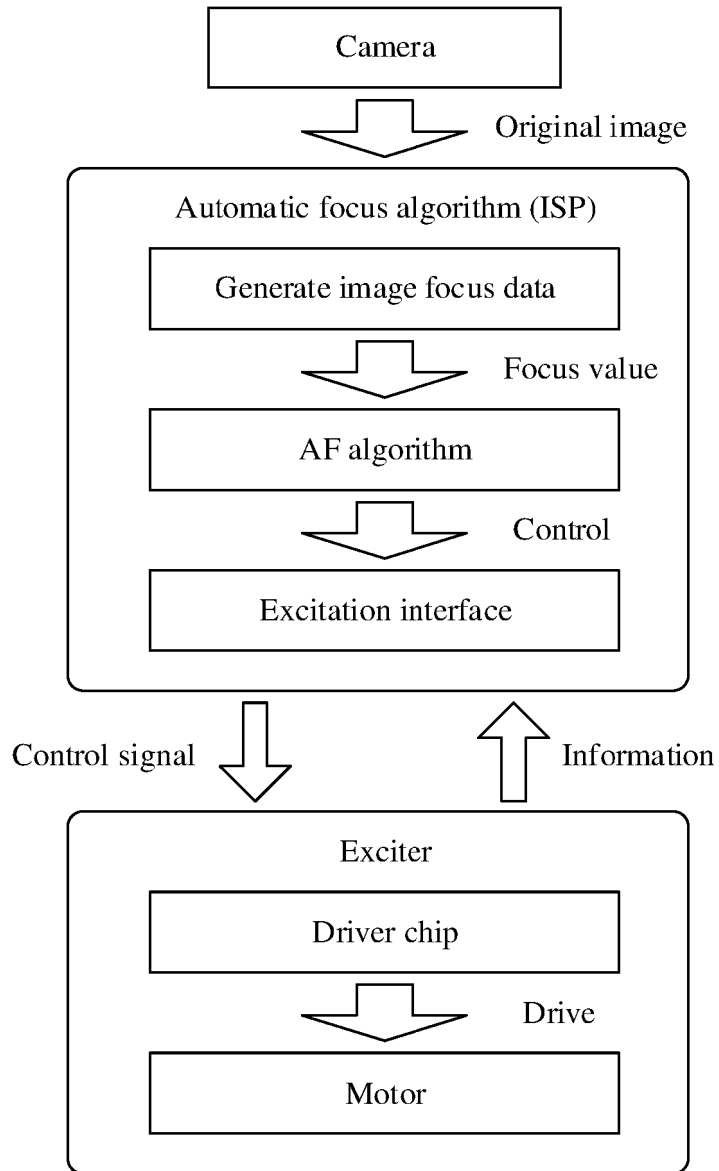 Camera
Original image
Automatic focus algorithm (ISP)
Generate image focus data
Focus value
AF algorithm
Control
Excitation interface
Control signal
Information
Exciter
Driver chip
Drive
Motor